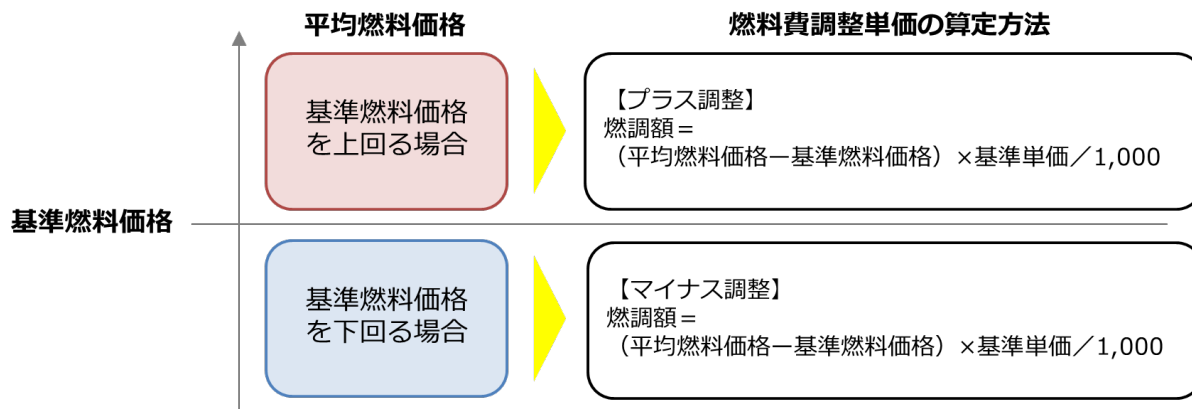 平均燃料価格
燃料費調整単価の算定方法
基準燃料価格
を上回る場合
【プラス調整】
燃調額＝
（平均燃料価格ー基準燃料価格）×基準単価／1,000
基準燃料価格
基準燃料価格
を下回る場合
【マイナス調整】
燃調額＝
（平均燃料価格ー基準燃料価格）×基準単価／1,000